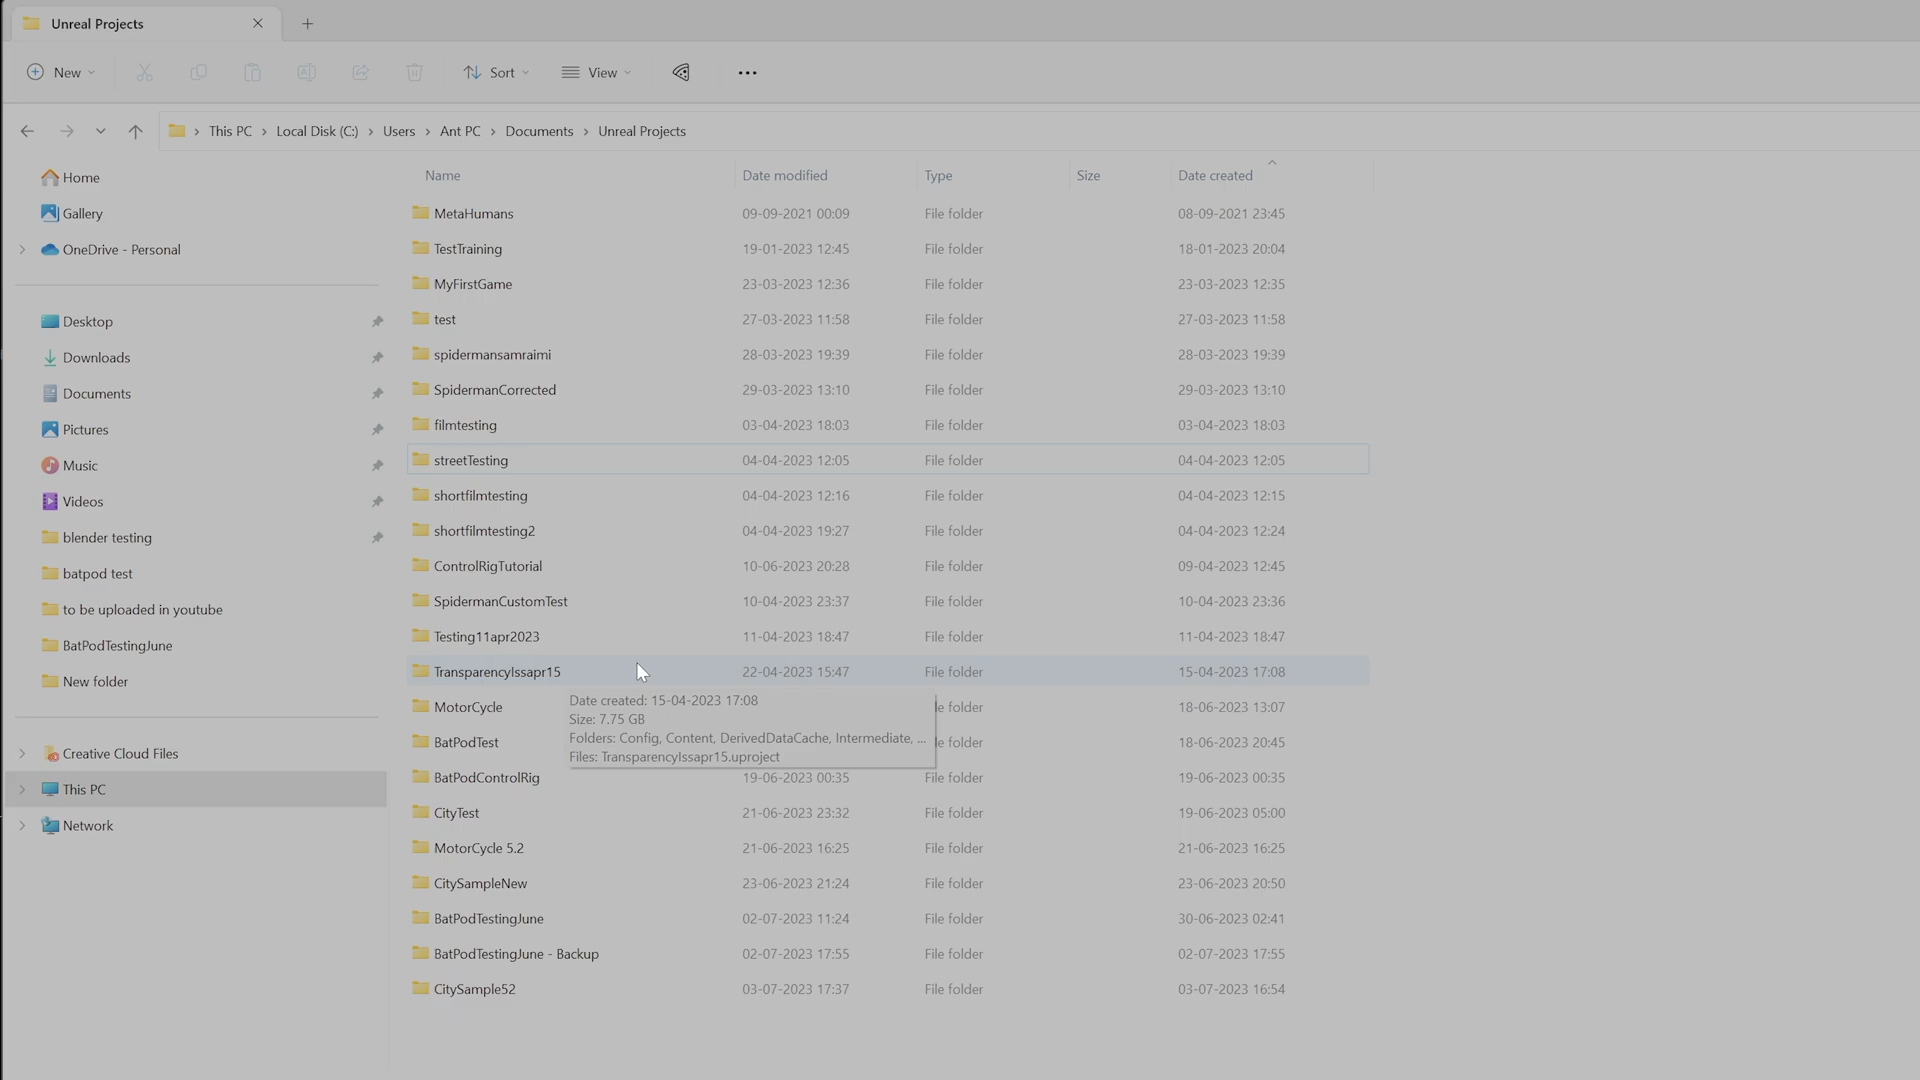 Unreal Projects
New
Sort
View
This PC > Local Disk (C:) > Users > Ant PC > Documents > Unreal Projects
Home
Gallery
OneDrive - Personal
Desktop
Downloads
Documents
Pictures
Music
Videos
blender testing
batpod test
to be uploaded in youtube
BatPodTestingJune
New folder
Creative Cloud Files
This PC
Network
Name Date modified Type Size Date created
MetaHumans 09-09-2021 00:09 File folder 08-09-2021 23:45
TestTraining 19-01-2023 12:45 File folder 18-01-2023 20:04
MyFirstGame 23-03-2023 12:36 File folder 23-03-2023 12:35
test 27-03-2023 11:58 File folder 27-03-2023 11:58
spidermansamraimi 28-03-2023 19:39 File folder 28-03-2023 19:39
SpidermanCorrected 29-03-2023 13:10 File folder 29-03-2023 13:10
filmtesting 03-04-2023 18:03 File folder 03-04-2023 18:03
streetTesting 04-04-2023 12:05 File folder 04-04-2023 12:05
shortfilmtesting 04-04-2023 12:16 File folder 04-04-2023 12:15
shortfilmtesting2 04-04-2023 19:27 File folder 04-04-2023 12:24
ControlRigTutorial 10-06-2023 20:28 File folder 09-04-2023 12:45
SpidermanCustomTest 10-04-2023 23:37 File folder 10-04-2023 23:36
Testing11apr2023 11-04-2023 18:47 File folder 11-04-2023 18:47
TransparencyIssapr15 22-04-2023 15:47 File folder 15-04-2023 17:08
MotorCycle le folder 18-06-2023 13:07
BatPodTest le folder 18-06-2023 20:45
Date created: 15-04-2023 17:08
Size: 7.75 GB
Folders: Config, Content, DerivedDataCache, Intermediate, ...
Files: TransparencyIssapr15.uproject
BatPodControlRig 19-06-2023 00:35 File folder 19-06-2023 00:35
CityTest 21-06-2023 23:32 File folder 19-06-2023 05:00
MotorCycle 5.2 21-06-2023 16:25 File folder 21-06-2023 16:25
CitySampleNew 23-06-2023 21:24 File folder 23-06-2023 20:50
BatPodTestingJune 02-07-2023 11:24 File folder 30-06-2023 02:41
BatPodTestingJune - Backup 02-07-2023 17:55 File folder 02-07-2023 17:55
CitySample52 03-07-2023 17:37 File folder 03-07-2023 16:54